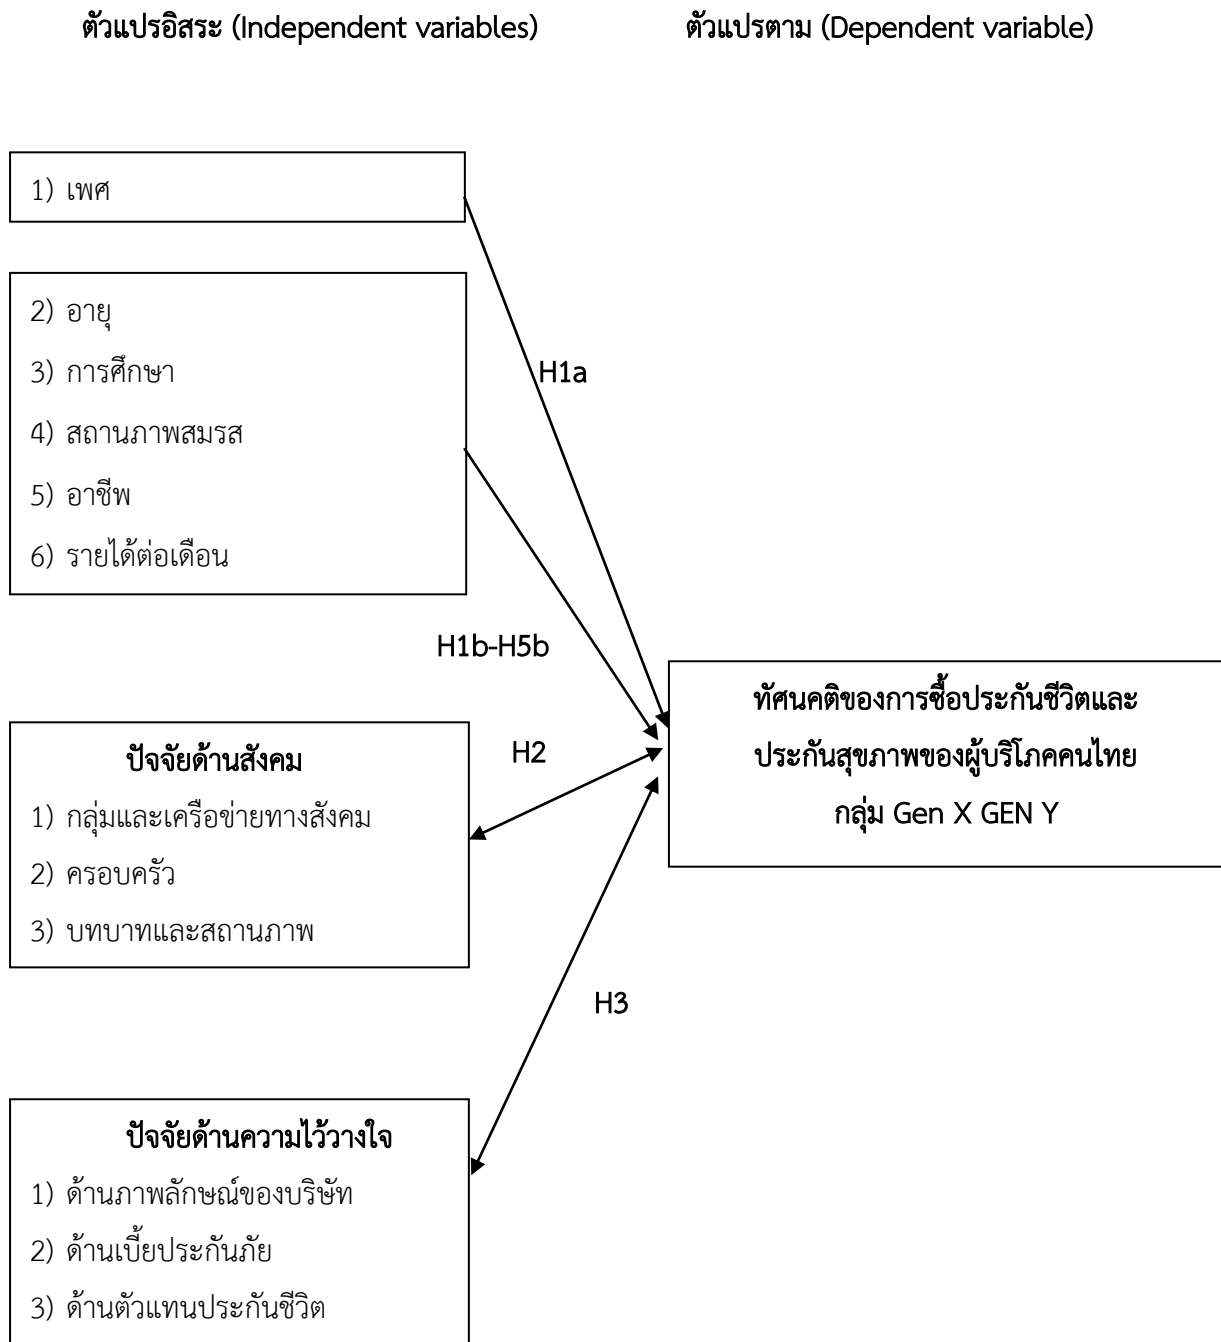 ตัวแปรอิสระ (Independent variables)
ตัวแปรตาม (Dependent variable)
1) เพศ
2) อายุ
3) การศึกษา
4) สถานภาพสมรส
5) อาชีพ
6) รายได้ต่อเดือน
H1a
H1b-H5b
ปัจจัยด้านสังคม
1) กลุ่มและเครือข่ายทางสังคม
2) ครอบครัว
3) บทบาทและสถานภาพ
H2
ทัศนคติของการซื้อประกันชีวิตและ
ประกันสุขภาพของผู้บริโภคคนไทย
กลุ่ม Gen X GEN Y
H3
ปัจจัยด้านความไว้วางใจ
1) ด้านภาพลักษณ์ของบริษัท
2) ด้านเบี้ยประกันภัย
3) ด้านตัวแทนประกันชีวิต